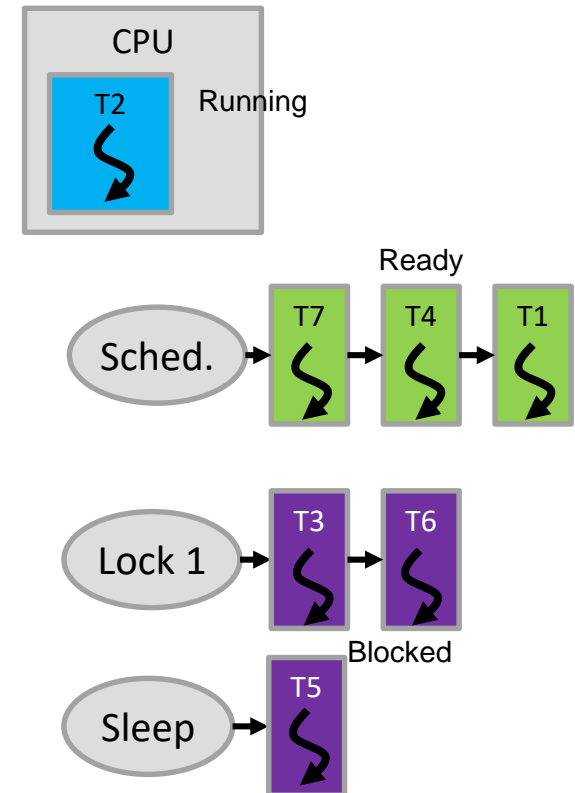 CPU
T2
Running
Ready
Sched.
T7
T4
T1
Lock 1
T3
T6
Blocked
Sleep
T5